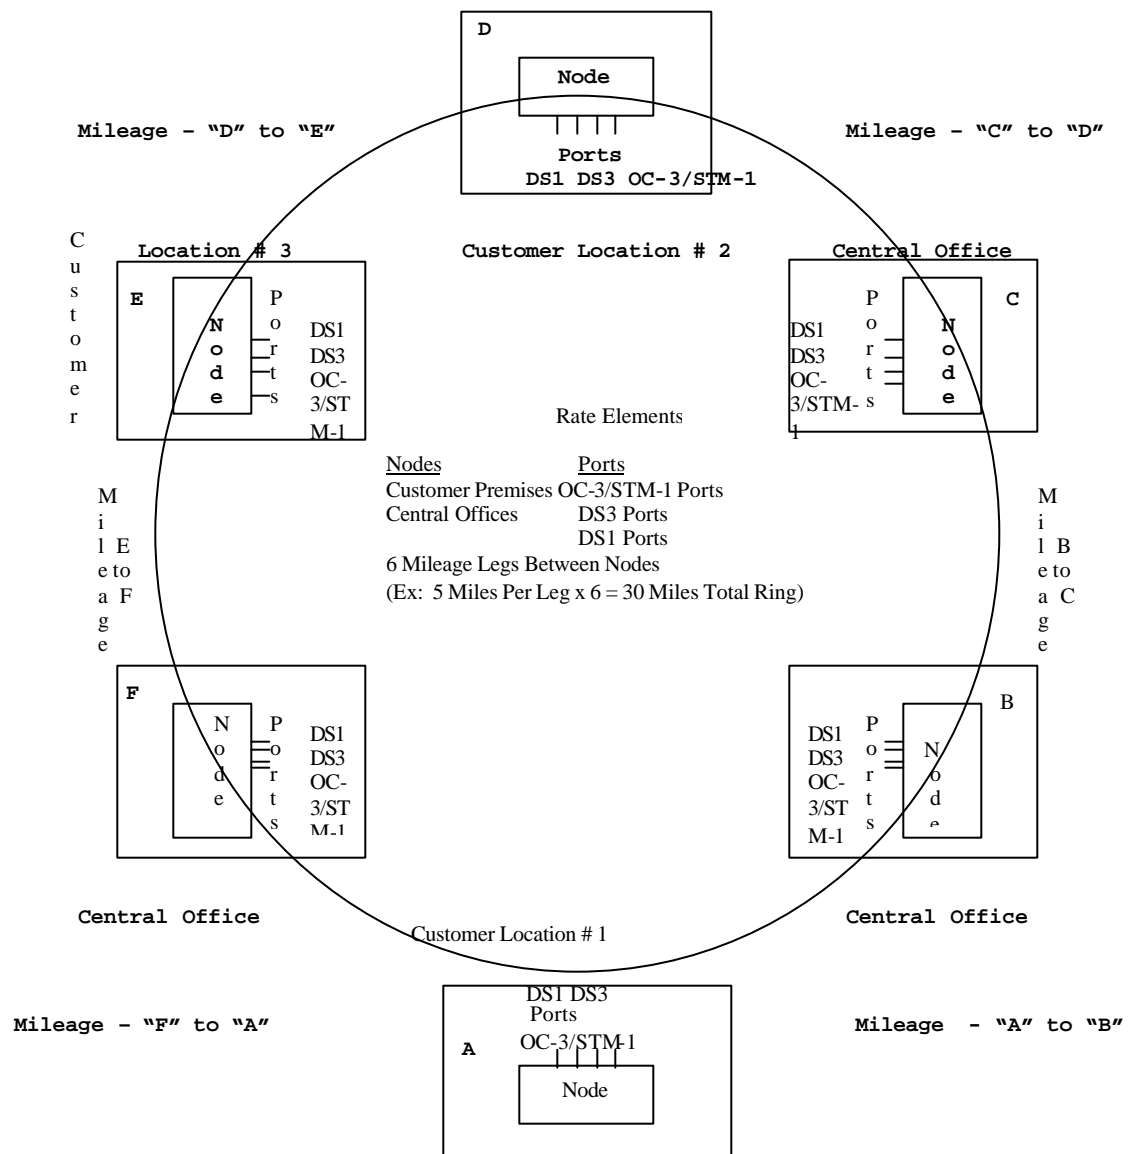 D
Node
Mileage – “D” to “E”
Mileage – “C” to “D”
Ports
DS1 DS3 OC-3/STM-1
Customer
Location # 3
Customer Location # 2
Central Office
E
Node
Ports
DS1
DS3
OC-
3/ST
M-1
DS1
DS3
OC-
3/STM-
1
Ports
Node
C
Rate Elements
Nodes Ports
Customer Premises OC-3/STM-1 Ports
Central Offices DS3 Ports
DS1 Ports
6 Mileage Legs Between Nodes
(Ex: 5 Miles Per Leg x 6 = 30 Miles Total Ring)
Mileage
E
to
F
Mileage
B
to
C
F
Node
Ports
DS1
DS3
OC-
3/ST
M-1
DS1
DS3
OC-
3/ST
M-1
Ports
Node
B
Central Office
Central Office
Customer Location # 1
Mileage – “F” to “A”
Mileage - “A” to “B”
DS1 DS3
Ports
OC-3/STM-1
A
Node